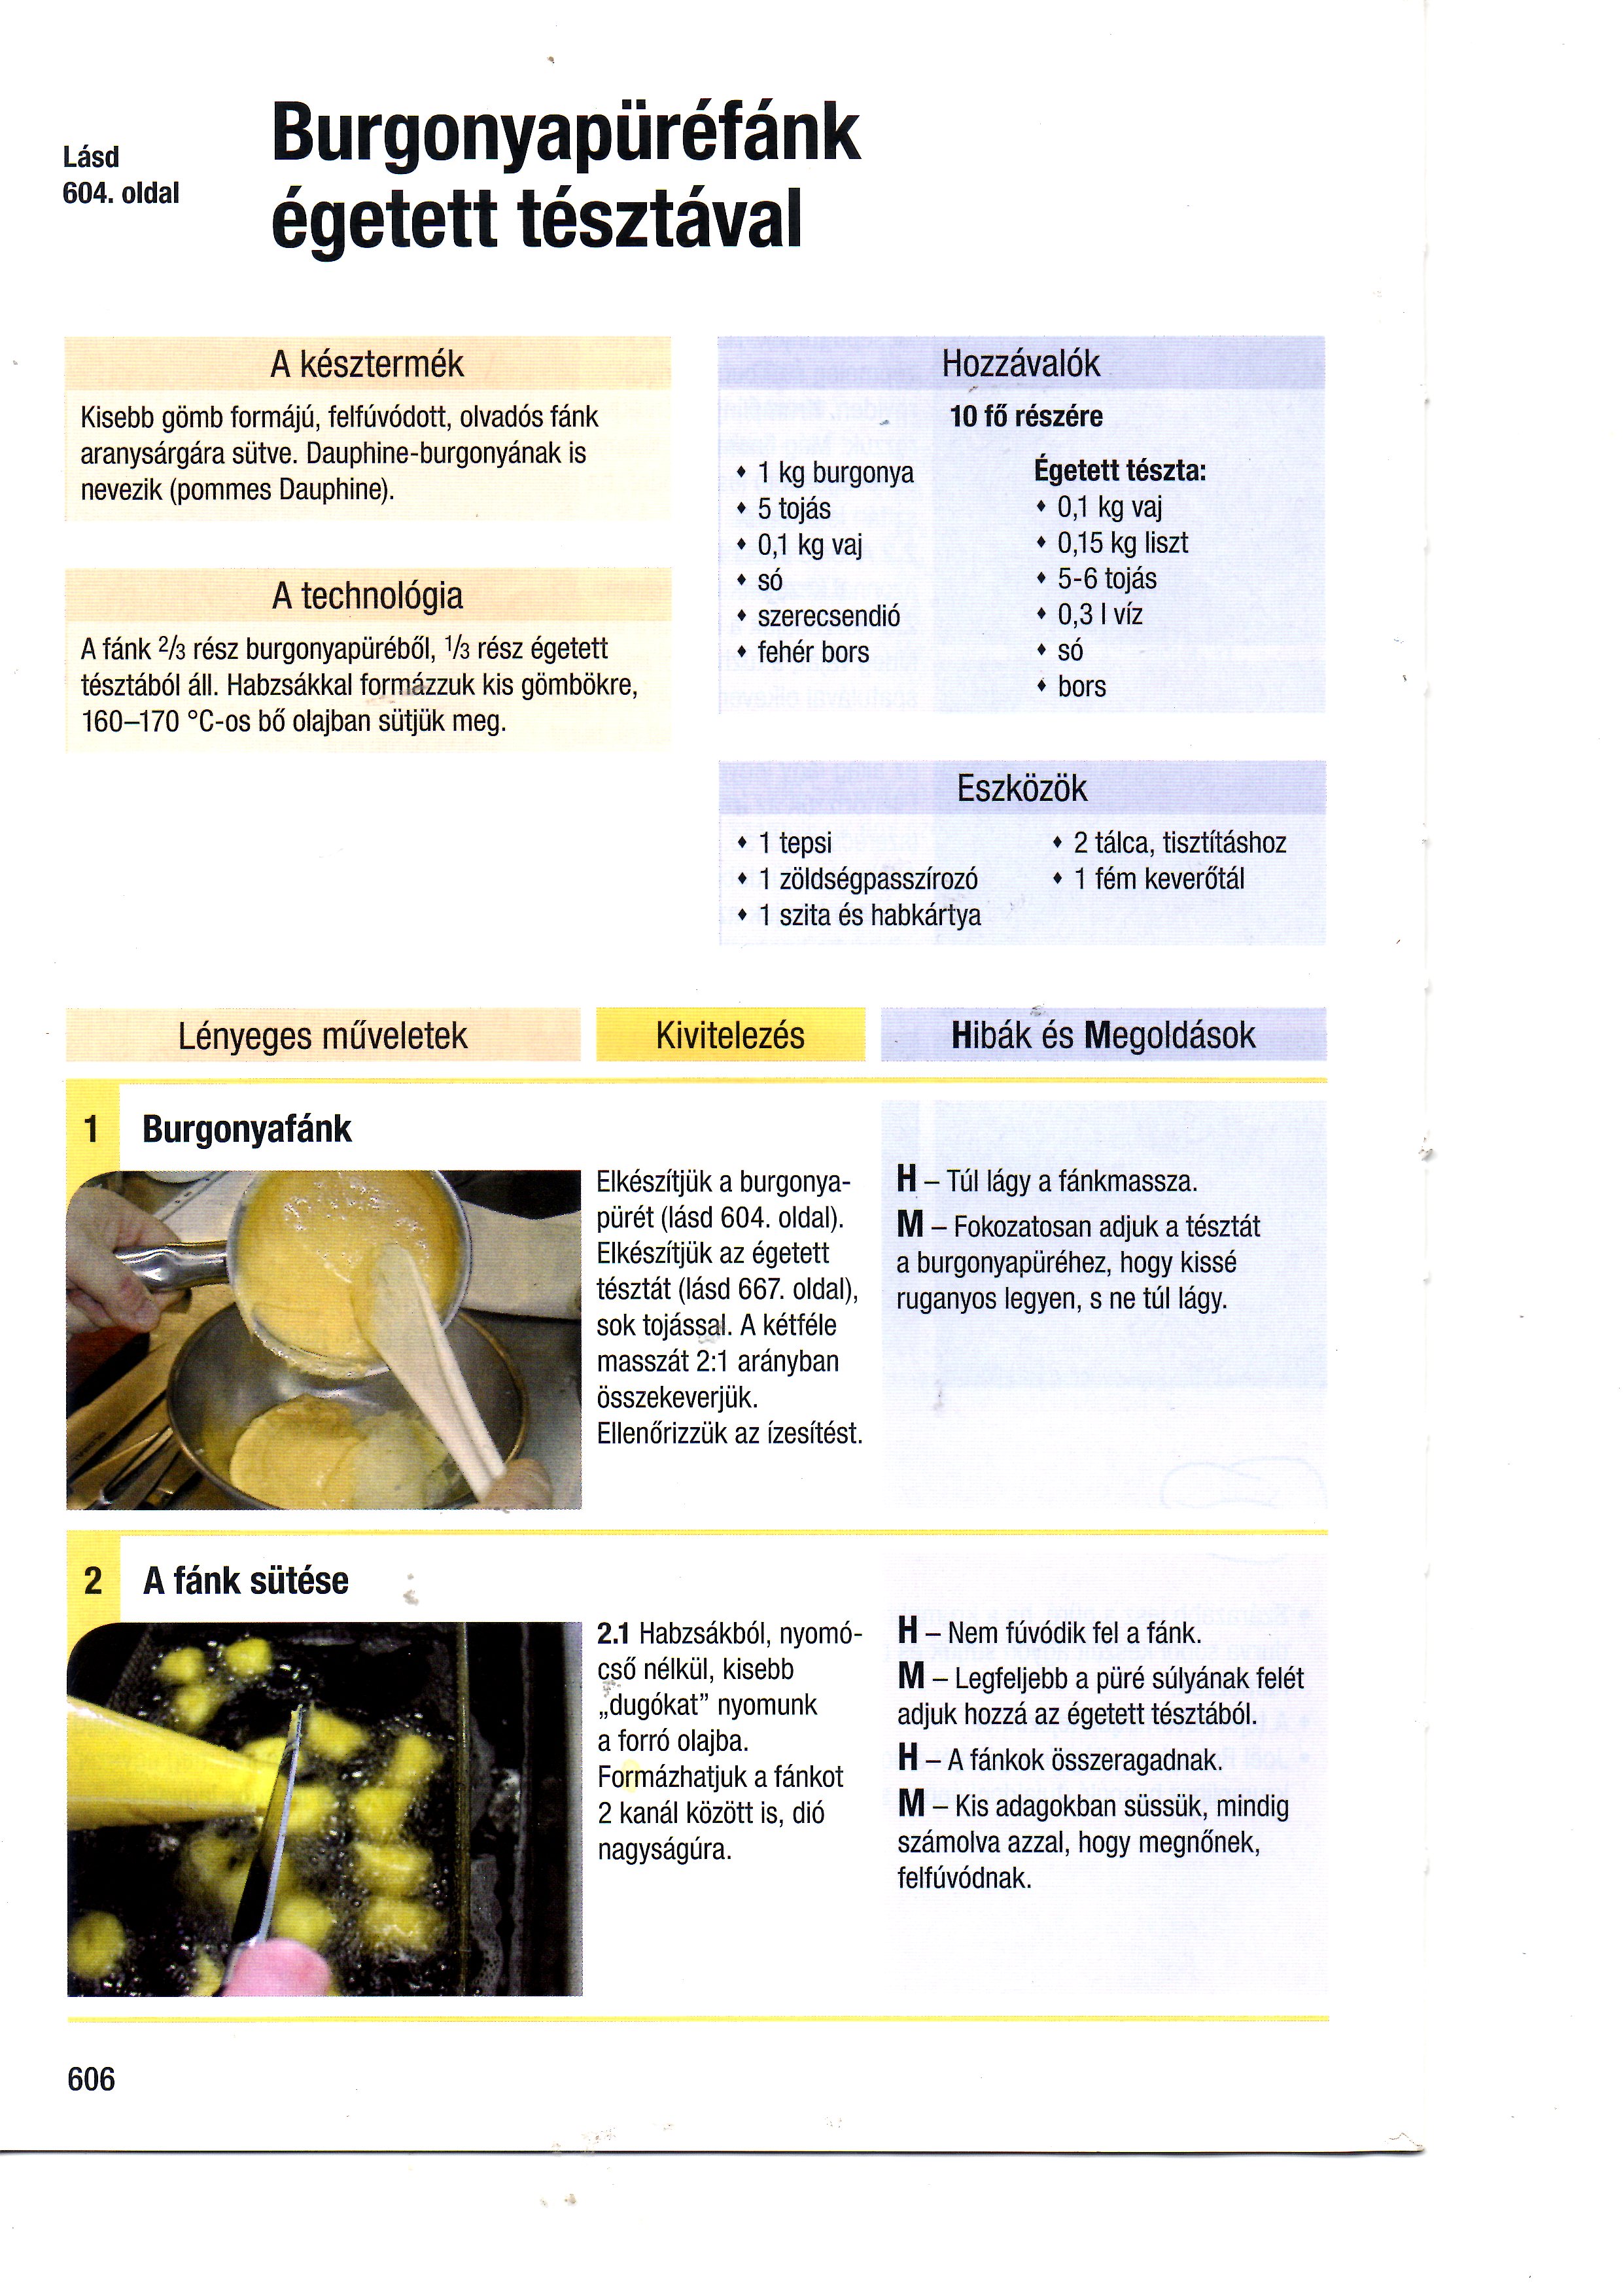 Lásd
604. oldal
Burgonyapüréfánk
égetett tésztával
A késztermék
Kisebb gömb formájú, felfúvódott, olvadós fánk
aranysárgára sütve. Dauphine-burgonyának is
nevezik (pommes Dauphine).
A technológia
A fánk 2/3 rész burgonyapüréből, 1/3 rész égetett
tésztából áll. Habzsákkal formázzuk kis gömbökre,
160–170 °C-os bő olajban sütjük meg.
Hozzávalók
10 fő részére
• 1 kg burgonya
• 5 tojás
• 0,1 kg vaj
• só
• szerecsendió
• fehér bors
Égetett tészta:
• 0,1 kg vaj
• 0,15 kg liszt
• 5-6 tojás
• 0,3 l víz
• só
• bors
Eszközök
• 1 tepsi
• 1 zöldségpasszírozó
• 1 szita és habkártya
• 2 tálca, tisztításhoz
• 1 fém keverőtál
Lényeges műveletek
Kivitelezés
Hibák és Megoldások
1 Burgonyafánk
Elkészítjük a burgonya-
pürét (lásd 604. oldal).
Elkészítjük az égetett
tésztát (lásd 667. oldal),
sok tojással. A kétféle
masszát 2:1 arányban
összekeverjük.
Ellenőrizzük az ízesítést.
H – Túl lágy a fánkmassza.
M – Fokozatosan adjuk a tésztát
a burgonyapüréhez, hogy kissé
ruganyos legyen, s ne túl lágy.
2 A fánk sütése
2.1 Habzsákból, nyomó-
cső nélkül, kisebb
„dugókat” nyomunk
a forró olajba.
Formázhatjuk a fánkot
2 kanál között is, dió
nagyságúra.
H – Nem fúvódik fel a fánk.
M – Legfeljebb a püré súlyának felét
adjuk hozzá az égetett tésztából.
H – A fánkok összeragadnak.
M – Kis adagokban süssük, mindig
számolva azzal, hogy megnőnek,
felfúvódnak.
606